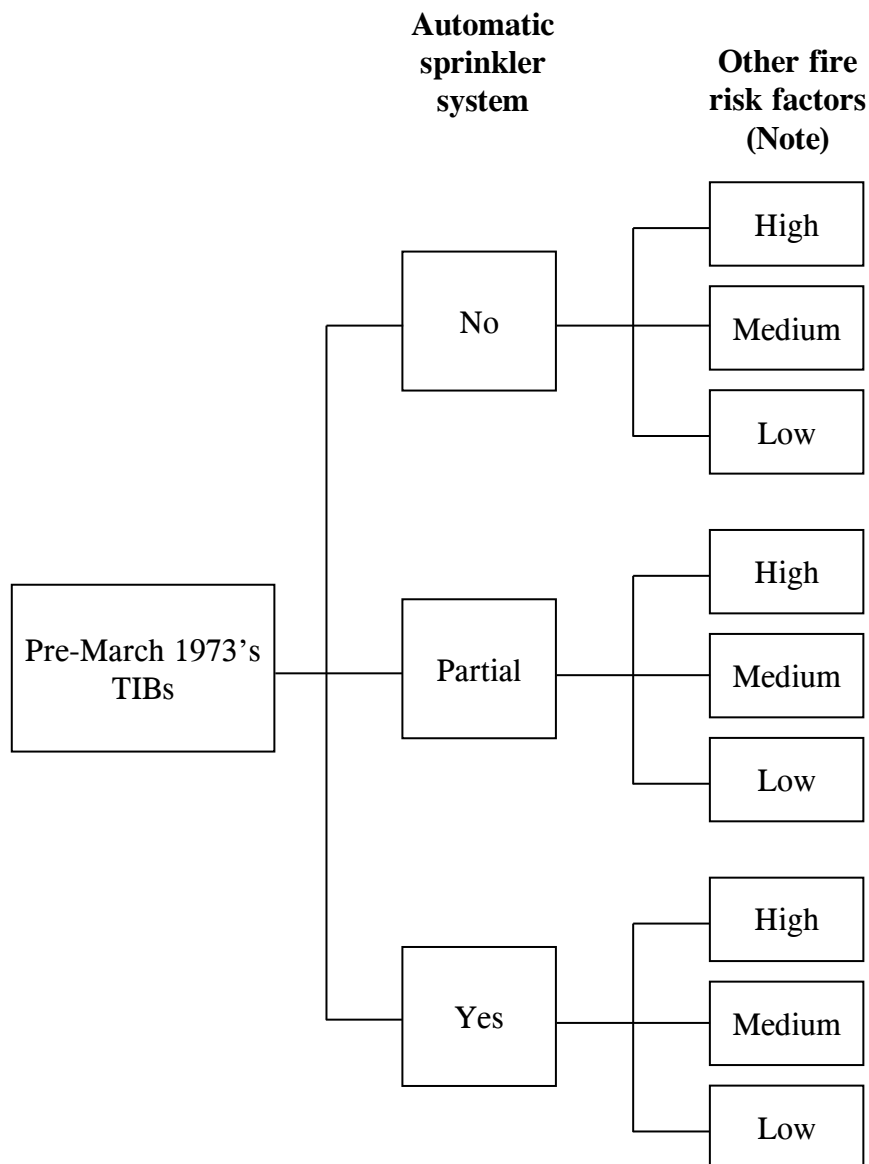 Automatic
sprinkler
system
Other fire
risk factors
(Note)
High
No
Medium
Low
High
Pre-March 1973’s
TIBs
Partial
Medium
Low
High
Yes
Medium
Low